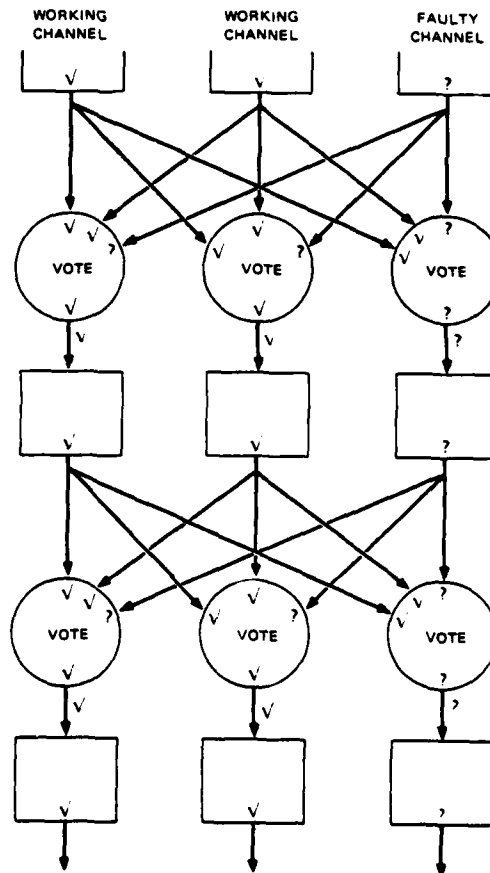 WORKING CHANNEL
WORKING CHANNEL
FAULTY CHANNEL
√ √ ?
√ √ ? √ √ ? √ √ ?
VOTE VOTE VOTE
√ √ ?
√ √ ?
√ √ ?
√ √ ? √ √ ? √ √ ?
VOTE VOTE VOTE
√ √ ?
√ √ ?
√ √ ?